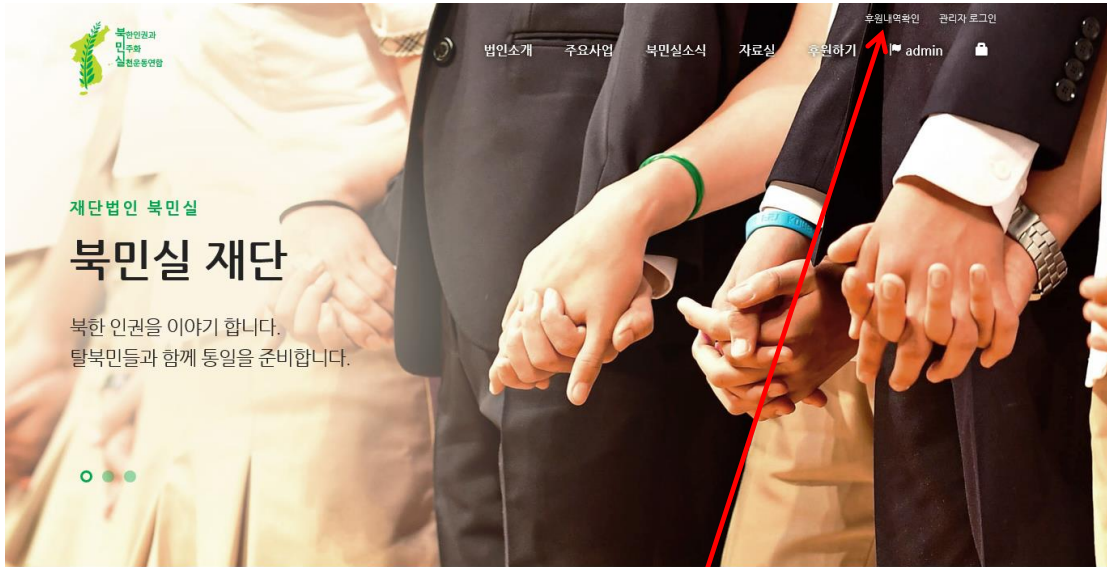 후원내역확인 관리자 로그인
북한인권과
민주화
실천운동연합
법인소개 주요사업 북민실소식 자료실 후원하기 admin
재단법인 북민실
북민실 재단
북한 인권을 이야기 합니다.
탈북민들과 함께 통일을 준비합니다.